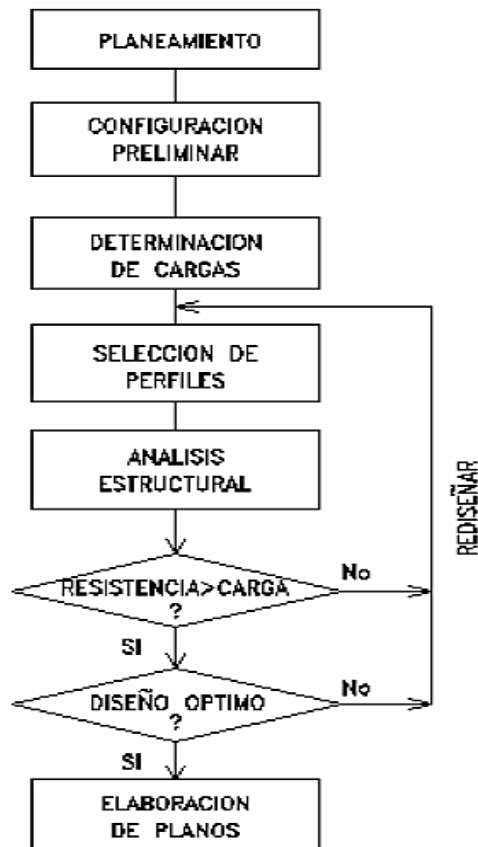 PLANEAMIENTO
CONFIGURACION
PRELIMINAR
DETERMINACION
DE CARGAS
SELECCION DE
PERFILES
ANALISIS
ESTRUCTURAL
RESISTENCIA>CARGA
?
No
SI
DISEÑO OPTIMO
?
No
SI
ELABORACION
DE PLANOS
REDISEÑAR